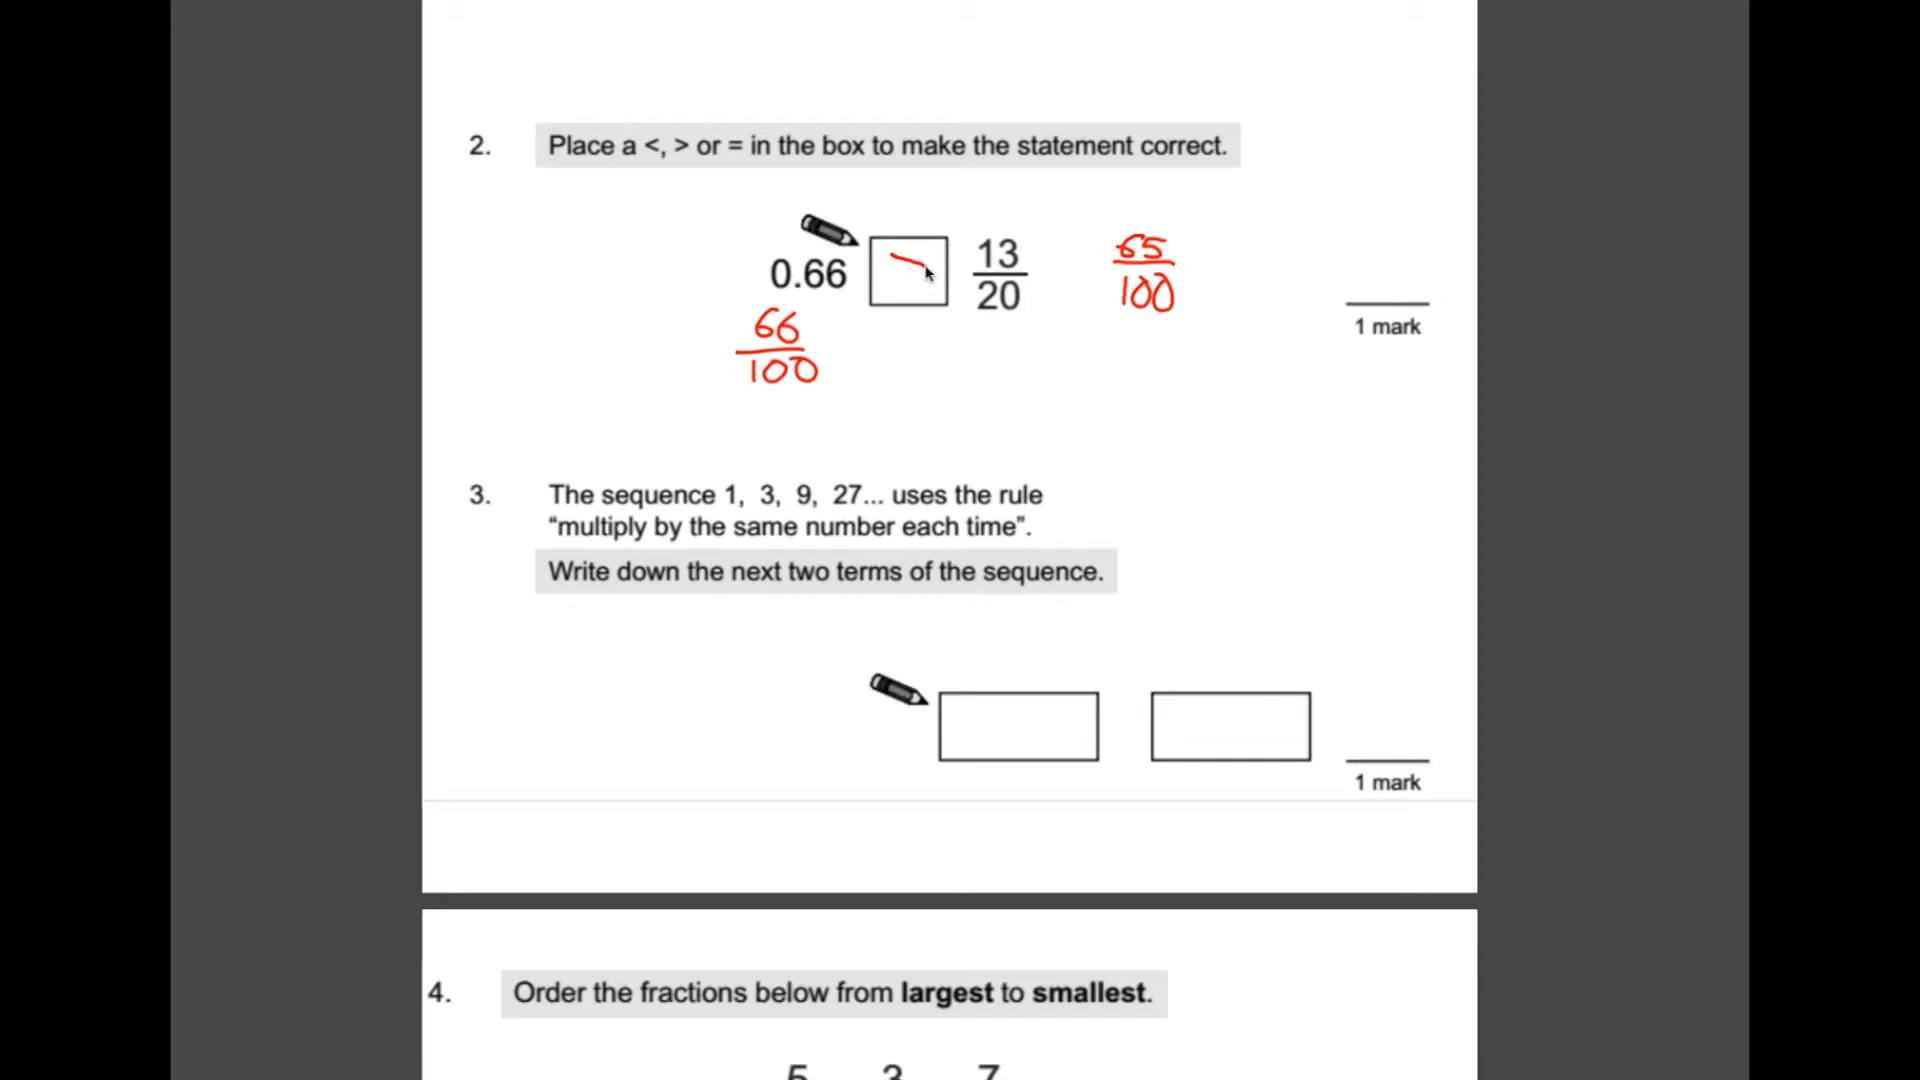 2. Place a <, > or = in the box to make the statement correct.
0.66 13/20 65/100
66/100
1 mark
3. The sequence 1, 3, 9, 27... uses the rule
“multiply by the same number each time”.
Write down the next two terms of the sequence.
1 mark
4. Order the fractions below from largest to smallest.
5 3 7